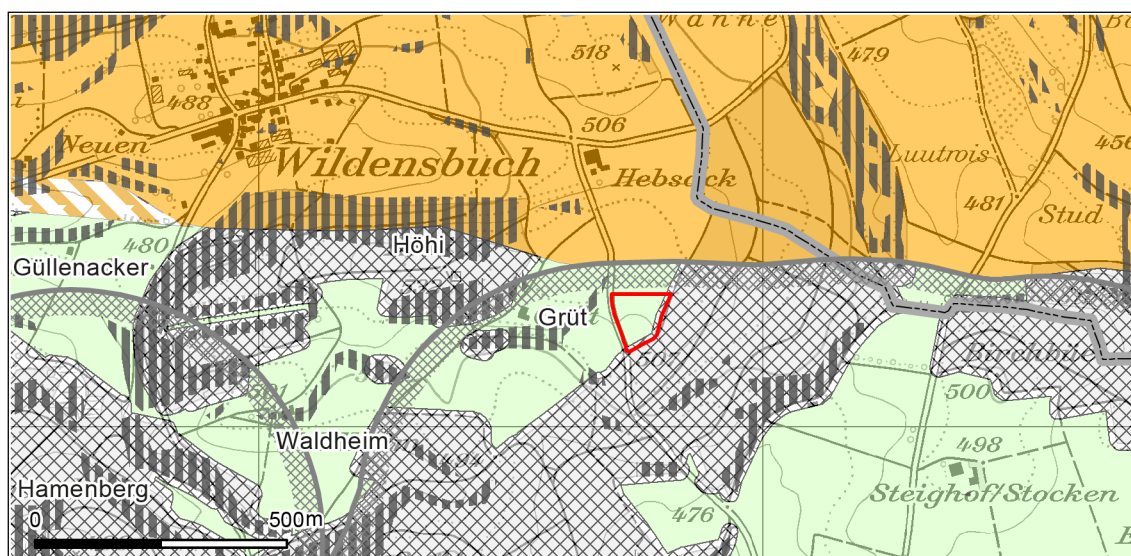 Wanne
518
479
488
506
Neuen
Wildensbuch
Hebsack
Luutrois
456
481
Stud
480
Höhi
Güllenacker
Grüt
500
Waldheim
498
Hamenberg
Steighof/Stocken
476
0
500m